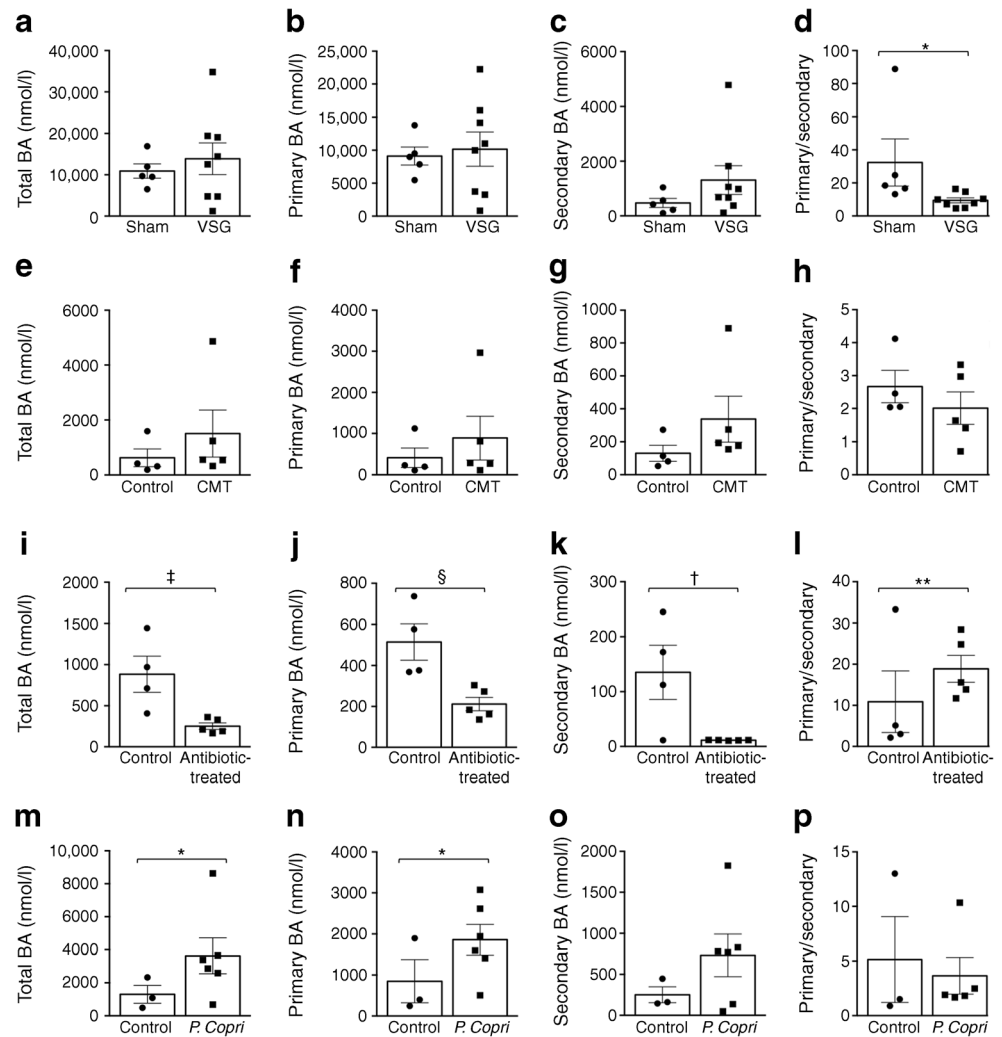 a
Total BA (nmol/l)
40,000
30,000
20,000
10,000
0
Sham VSG
b
Primary BA (nmol/l)
25,000
20,000
15,000
10,000
5000
0
Sham VSG
c
Secondary BA (nmol/l)
6000
4000
2000
0
Sham VSG
d
Primary/secondary
100
80
60
40
20
0
*
Sham VSG
e
Total BA (nmol/l)
6000
4000
2000
0
Control CMT
f
Primary BA (nmol/l)
4000
3000
2000
1000
0
Control CMT
g
Secondary BA (nmol/l)
1000
800
600
400
200
0
Control CMT
h
Primary/secondary
5
4
3
2
1
0
Control CMT
i
Total BA (nmol/l)
2000
1500
1000
500
0
‡
Control Antibiotic-
treated
j
Primary BA (nmol/l)
800
600
400
200
0
§
Control Antibiotic-
treated
k
Secondary BA (nmol/l)
300
200
100
0
†
Control Antibiotic-
treated
l
Primary/secondary
40
30
20
10
0
**
Control Antibiotic-
treated
m
Total BA (nmol/l)
10,000
8000
6000
4000
2000
0
*
Control P. Copri
n
Primary BA (nmol/l)
4000
3000
2000
1000
0
*
Control P. Copri
o
Secondary BA (nmol/l)
2000
1500
1000
500
0
Control P. Copri
p
Primary/secondary
15
10
5
0
Control P. Copri